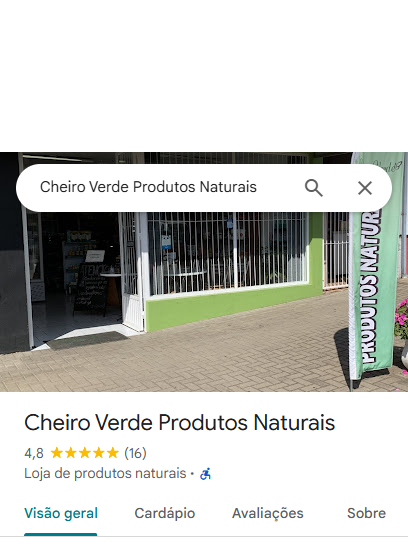 Cheiro Verde Produtos Naturais
PRODUTOS NATUR
Cheiro Verde Produtos Naturais
4,8 ★★★★★ (16)
Loja de produtos naturais •
Visão geral Cardápio Avaliações Sobre